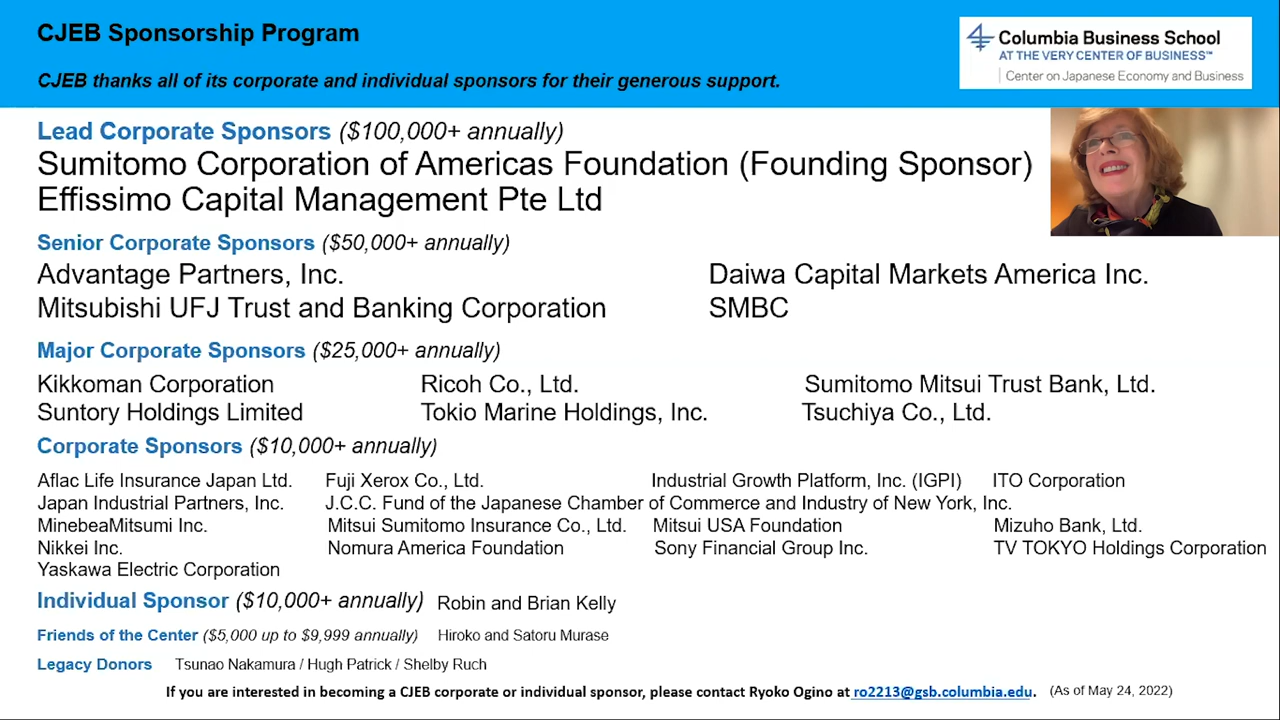 CJEB Sponsorship Program
CJEB thanks all of its corporate and individual sponsors for their generous support.
Columbia Business School
AT THE VERY CENTER OF BUSINESS™
Center on Japanese Economy and Business
Lead Corporate Sponsors ($100,000+ annually)
Sumitomo Corporation of Americas Foundation (Founding Sponsor)
Effissimo Capital Management Pte Ltd
Senior Corporate Sponsors ($50,000+ annually)
Advantage Partners, Inc. Daiwa Capital Markets America Inc.
Mitsubishi UFJ Trust and Banking Corporation SMBC
Major Corporate Sponsors ($25,000+ annually)
Kikkoman Corporation Ricoh Co., Ltd. Sumitomo Mitsui Trust Bank, Ltd.
Suntory Holdings Limited Tokio Marine Holdings, Inc. Tsuchiya Co., Ltd.
Corporate Sponsors ($10,000+ annually)
Aflac Life Insurance Japan Ltd. Fuji Xerox Co., Ltd. Industrial Growth Platform, Inc. (IGPI) ITO Corporation
Japan Industrial Partners, Inc. J.C.C. Fund of the Japanese Chamber of Commerce and Industry of New York, Inc.
MinebeaMitsumi Inc. Mitsui Sumitomo Insurance Co., Ltd. Mitsui USA Foundation Mizuho Bank, Ltd.
Nikkei Inc. Nomura America Foundation Sony Financial Group Inc. TV TOKYO Holdings Corporation
Yaskawa Electric Corporation
Individual Sponsor ($10,000+ annually) Robin and Brian Kelly
Friends of the Center ($5,000 up to $9,999 annually) Hiroko and Satoru Murase
Legacy Donors Tsunao Nakamura / Hugh Patrick / Shelby Ruch
If you are interested in becoming a CJEB corporate or individual sponsor, please contact Ryoko Ogino at ro2213@gsb.columbia.edu. (As of May 24, 2022)